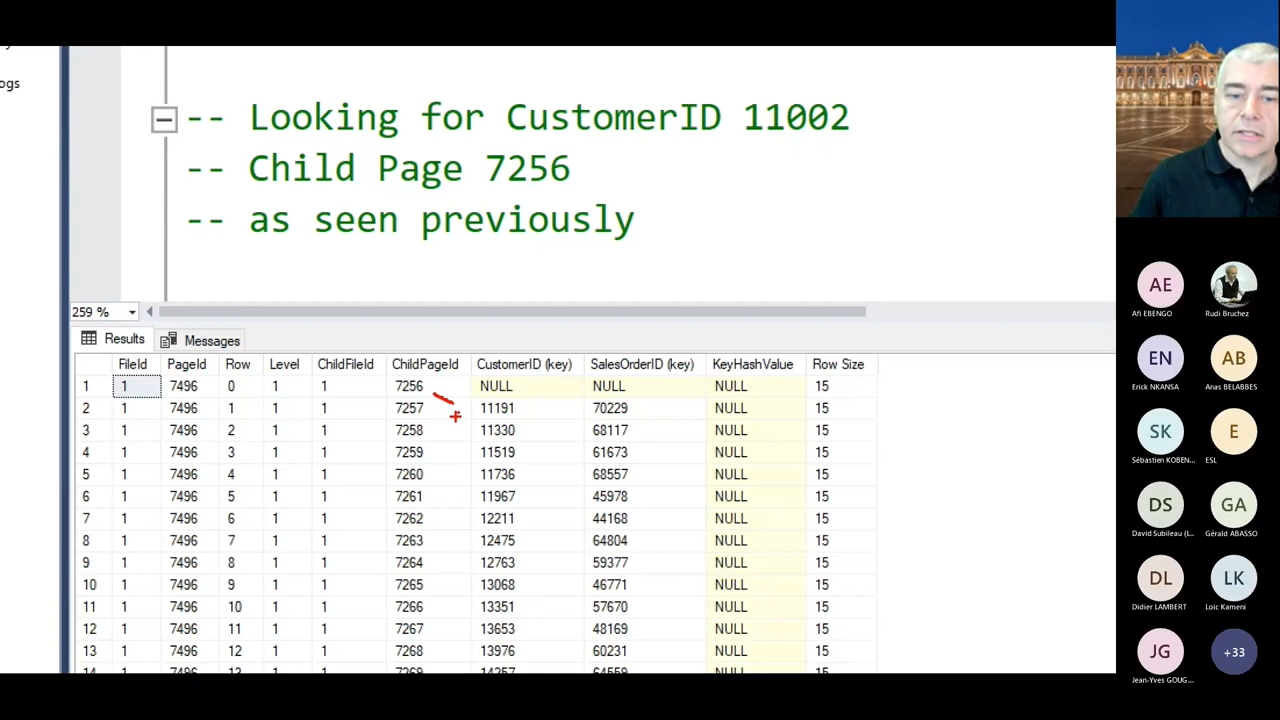 ogs
-- Looking for CustomerID 11002
-- Child Page 7256
-- as seen previously
259 %
Results Messages
FileId PageId Row Level ChildFileId ChildPageId CustomerID (key) SalesOrderID (key) KeyHashValue Row Size
1 1 7496 0 1 1 7256 NULL NULL NULL 15
2 1 7496 1 1 1 7257 11191 70229 NULL 15
3 1 7496 2 1 1 7258 11330 68117 NULL 15
4 1 7496 3 1 1 7259 11519 61673 NULL 15
5 1 7496 4 1 1 7260 11736 68557 NULL 15
6 1 7496 5 1 1 7261 11967 45978 NULL 15
7 1 7496 6 1 1 7262 12211 44168 NULL 15
8 1 7496 7 1 1 7263 12475 64804 NULL 15
9 1 7496 8 1 1 7264 12763 59377 NULL 15
10 1 7496 9 1 1 7265 13068 46771 NULL 15
11 1 7496 10 1 1 7266 13351 57670 NULL 15
12 1 7496 11 1 1 7267 13653 48169 NULL 15
13 1 7496 12 1 1 7268 13976 60231 NULL 15
AE
Afi EBENGO Rudi Bruchez
EN AB
Erick NKANSA Anas BELABBES
SK E
Sébastien KOBEN... ESL
DS GA
David Subileau (L... Gérald ABASSO
DL LK
Didier LAMBERT Loic Kameni
JG +33
Jean-Yves GOUG...